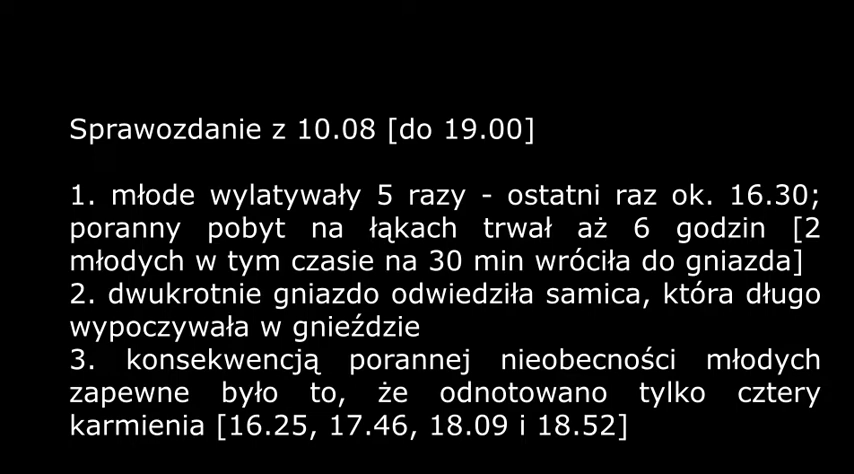 Sprawozdanie z 10.08 [do 19.00]
1. młode wylatywały 5 razy - ostatni raz ok. 16.30;
poranny pobyt na łąkach trwał aż 6 godzin [2
młodych w tym czasie na 30 min wróciła do gniazda]
2. dwukrotnie gniazdo odwiedziła samica, która długo
wypoczywała w gnieździe
3. konsekwencją porannej nieobecności młodych
zapewne było to, że odnotowano tylko cztery
karmienia [16.25, 17.46, 18.09 i 18.52]